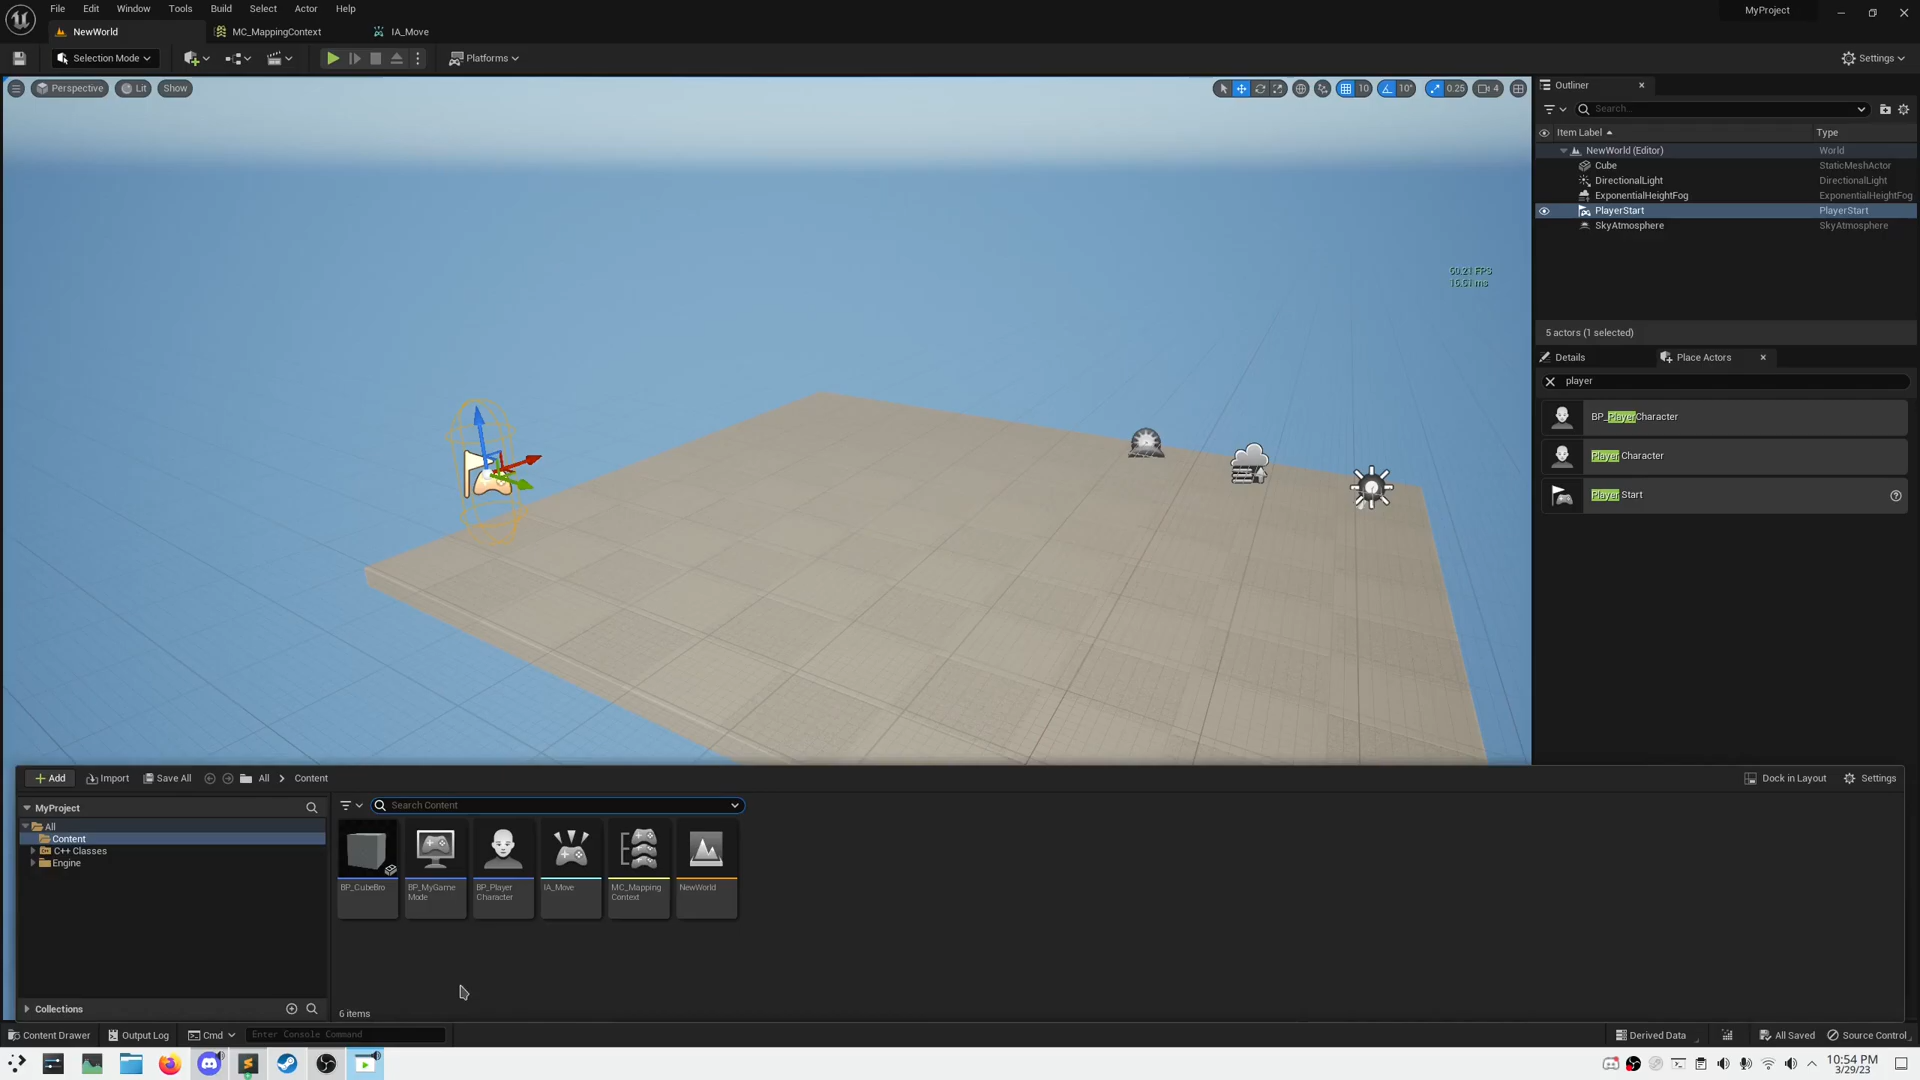 File Edit Window Tools Build Select Actor Help MyProject
NewWorld MC_MappingContext IA_Move
Selection Mode Platforms Settings
Perspective Lit Show 10 10° 0.25 4
Outliner
Search...
Item Label Type
NewWorld (Editor) World
Cube StaticMeshActor
DirectionalLight DirectionalLight
ExponentialHeightFog ExponentialHeightFog
PlayerStart PlayerStart
SkyAtmosphere SkyAtmosphere
5 actors (1 selected)
Details Place Actors
player
BP_PlayerCharacter
Player Character
Player Start
Add Import Save All All Content Dock in Layout Settings
MyProject
All
Content
C++ Classes
Engine
Collections
Search Content
BP_CubeBro
BP_MyGame
Mode
BP_Player
Character
IA_Move
MC_Mapping
Context
NewWorld
6 items
Content Drawer Output Log Cmd Enter Console Command Derived Data All Saved Source Control
10:54 PM
3/29/23